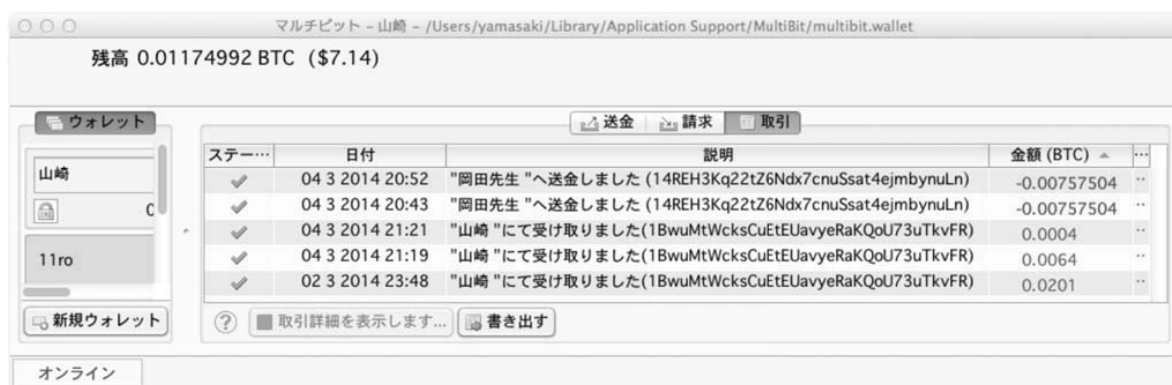 マルチビット – 山崎 – /Users/yamasaki/Library/Application Support/MultiBit/multibit.wallet
残高 0.01174992 BTC ($7.14)
ウォレット
送金 請求 取引
ステー… 日付 説明 金額 (BTC) …
山崎
04 3 2014 20:52 "岡田先生 "へ送金しました (14REH3Kq22tZ6Ndx7cnuSsat4ejmbynuLn) -0.00757504 ..
04 3 2014 20:43 "岡田先生 "へ送金しました (14REH3Kq22tZ6Ndx7cnuSsat4ejmbynuLn) -0.00757504 ..
04 3 2014 21:21 "山崎 "にて受け取りました(1BwuMtWcksCuEtEUavyeRaKQoU73uTkvFR) 0.0004 ..
04 3 2014 21:19 "山崎 "にて受け取りました(1BwuMtWcksCuEtEUavyeRaKQoU73uTkvFR) 0.0064 ..
02 3 2014 23:48 "山崎 "にて受け取りました(1BwuMtWcksCuEtEUavyeRaKQoU73uTkvFR) 0.0201 ..
11ro
新規ウォレット
? 取引詳細を表示します... 書き出す
オンライン